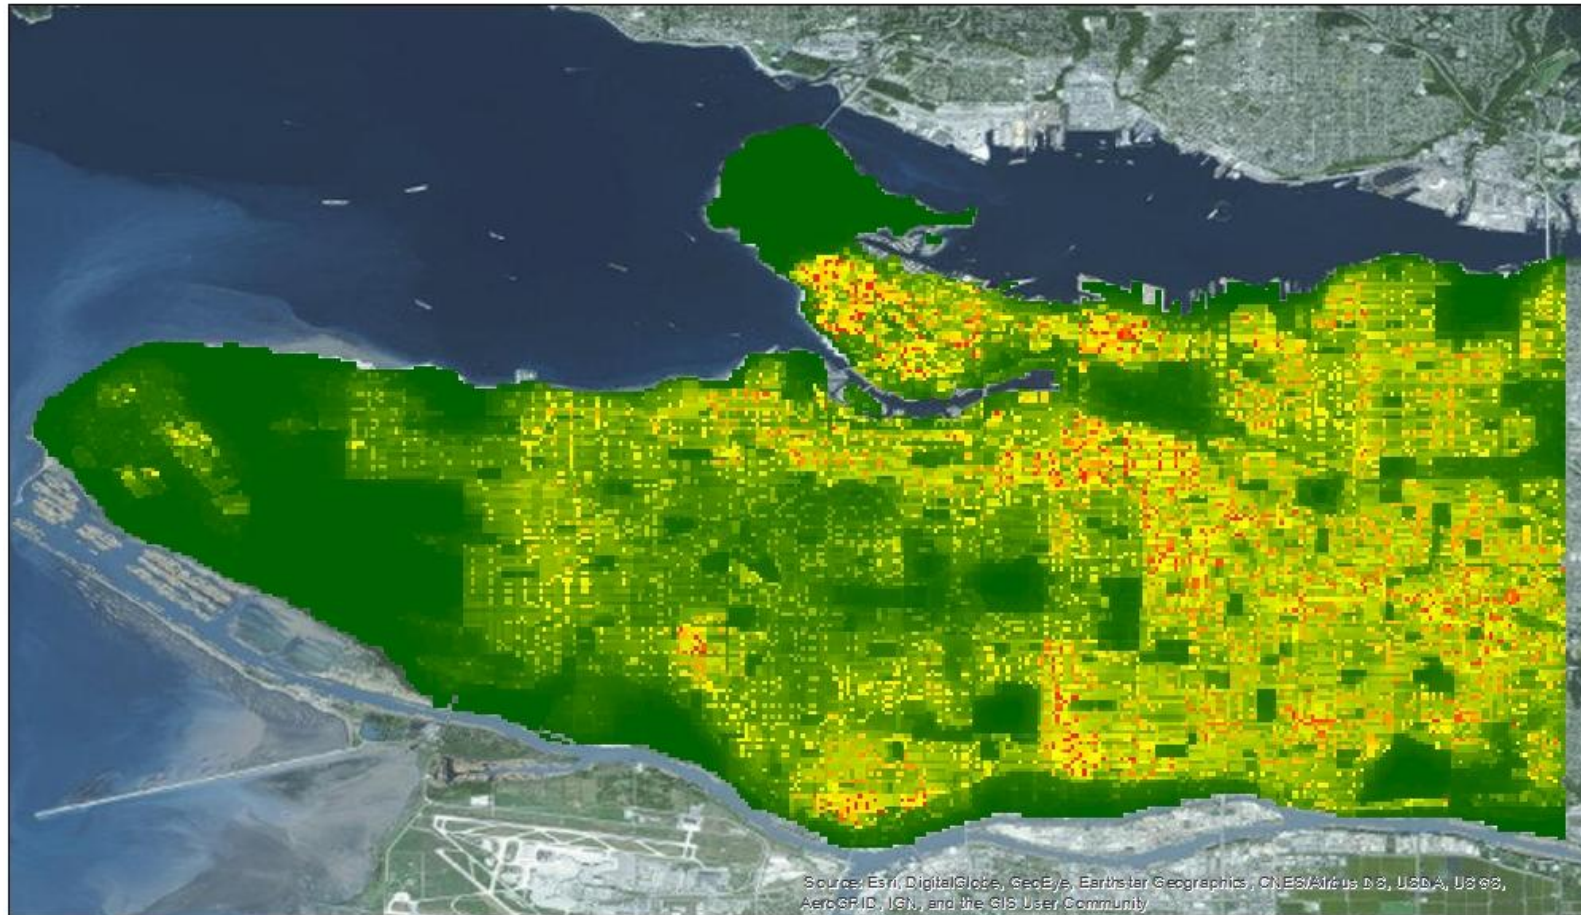 Source: Esri, DigitalGlobe, GeoEye, Earthstar Geographics, CNES/Airbus DS, USDA, USGS,
AeroGRID, IGN, and the GIS User Community